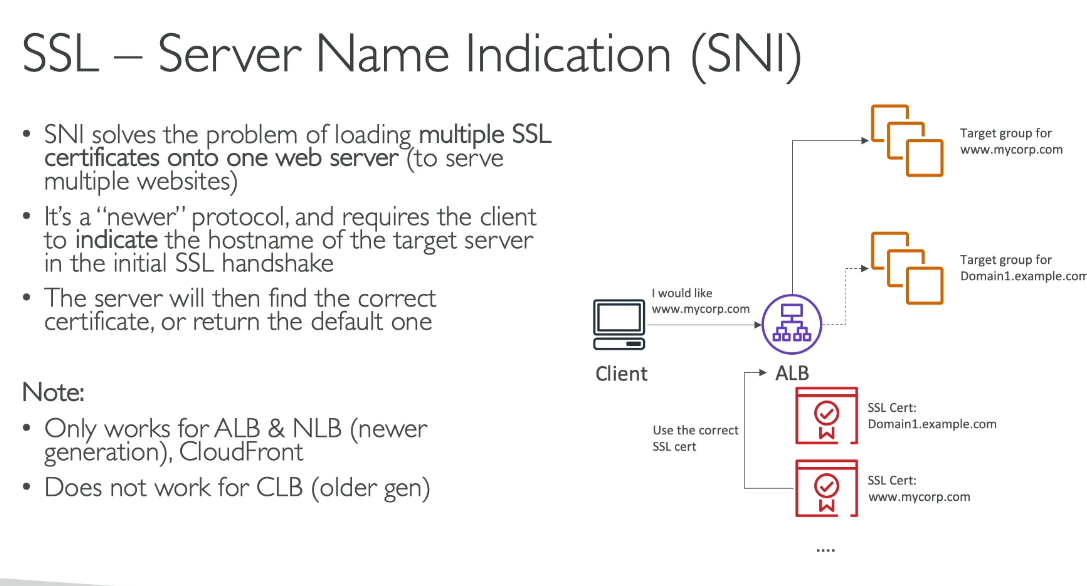 SSL – Server Name Indication (SNI)
• SNI solves the problem of loading multiple SSL
certificates onto one web server (to serve
multiple websites)
• It's a "newer" protocol, and requires the client
to indicate the hostname of the target server
in the initial SSL handshake
• The server will then find the correct
certificate, or return the default one
Note:
• Only works for ALB & NLB (newer
generation), CloudFront
• Does not work for CLB (older gen)
Target group for
www.mycorp.com
Target group for
Domain1.example.com
I would like
www.mycorp.com
Client
ALB
Use the correct
SSL cert
SSL Cert:
Domain1.example.com
SSL Cert:
www.mycorp.com
....